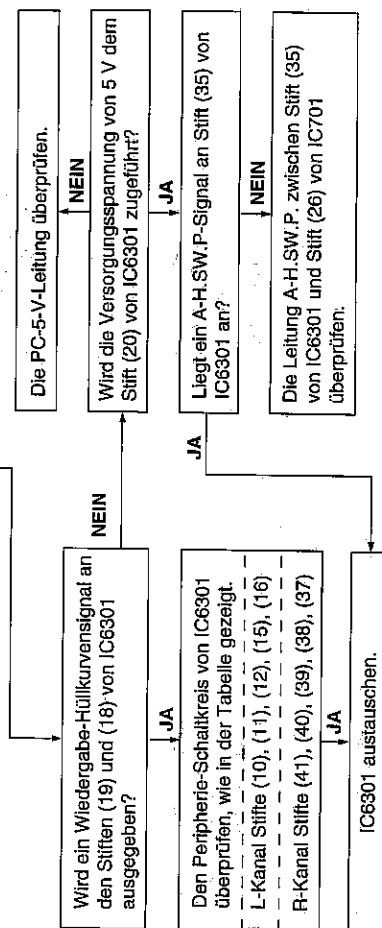 Wird ein Wiedergabe-Hüllkurvensignal an
den Stiften (19) und (18) von IC6301
ausgegeben?
NEIN
JA
Den Peripherie-Schaltkreis von IC6301
überprüfen, wie in der Tabelle gezeigt.
L-Kanal Stifte (10), (11), (12), (15), (16)
R-Kanal Stifte (41), (40), (39), (38), (37)
JA
IC6301 austauschen.
Die PC-5-V-Leitung überprüfen.
NEIN
Wird die Versorgungsspannung von 5 V dem
Stift (20) von IC6301 zugeführt?
JA
Liegt ein A-H.SW.P-Signal an Stift (35) von
IC6301 an?
JA
NEIN
Die Leitung A-H.SW.P. zwischen Stift (35)
von IC6301 und Stift (26) von IC701
überprüfen.